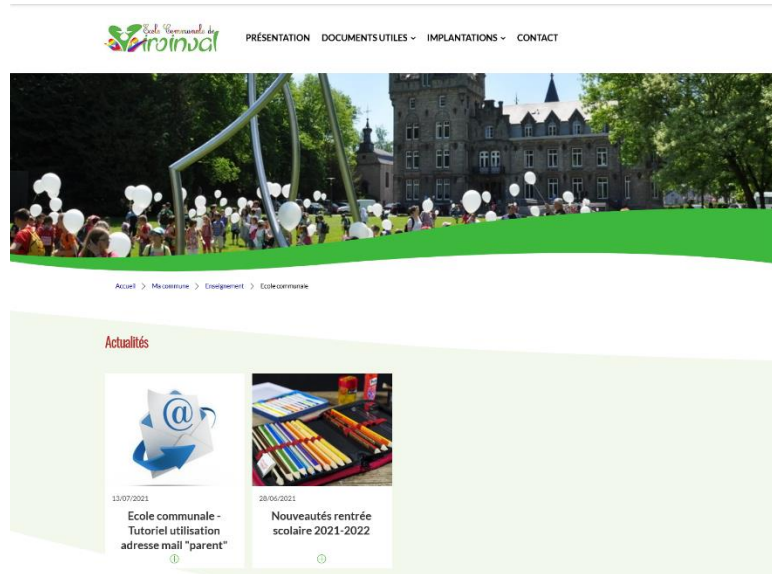 Ecole Communale de
Viroinval
PRÉSENTATION DOCUMENTS UTILES IMPLANTATIONS CONTACT
Accueil > Ma commune > Enseignement > Ecole communale
Actualités
@
13/07/2021
Ecole communale -
Tutoriel utilisation
adresse mail "parent"
28/06/2021
Nouveautés rentrée
scolaire 2021-2022